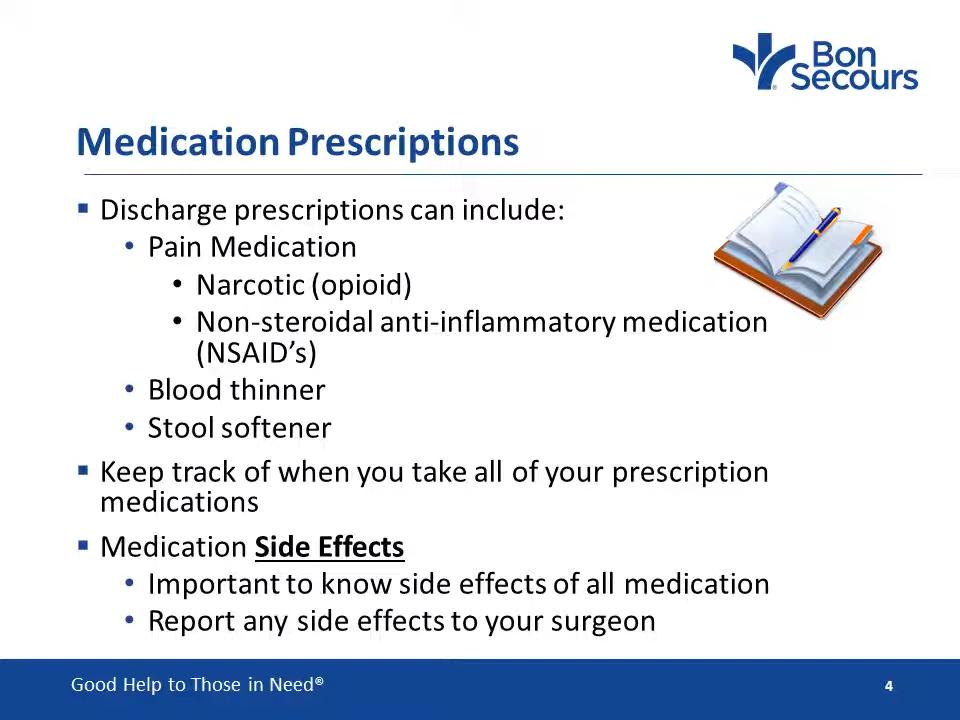 Bon
Secours
Medication Prescriptions
▪ Discharge prescriptions can include:
• Pain Medication
• Narcotic (opioid)
• Non-steroidal anti-inflammatory medication
(NSAID’s)
• Blood thinner
• Stool softener
▪ Keep track of when you take all of your prescription
medications
▪ Medication Side Effects
• Important to know side effects of all medication
• Report any side effects to your surgeon
Good Help to Those in Need®
4